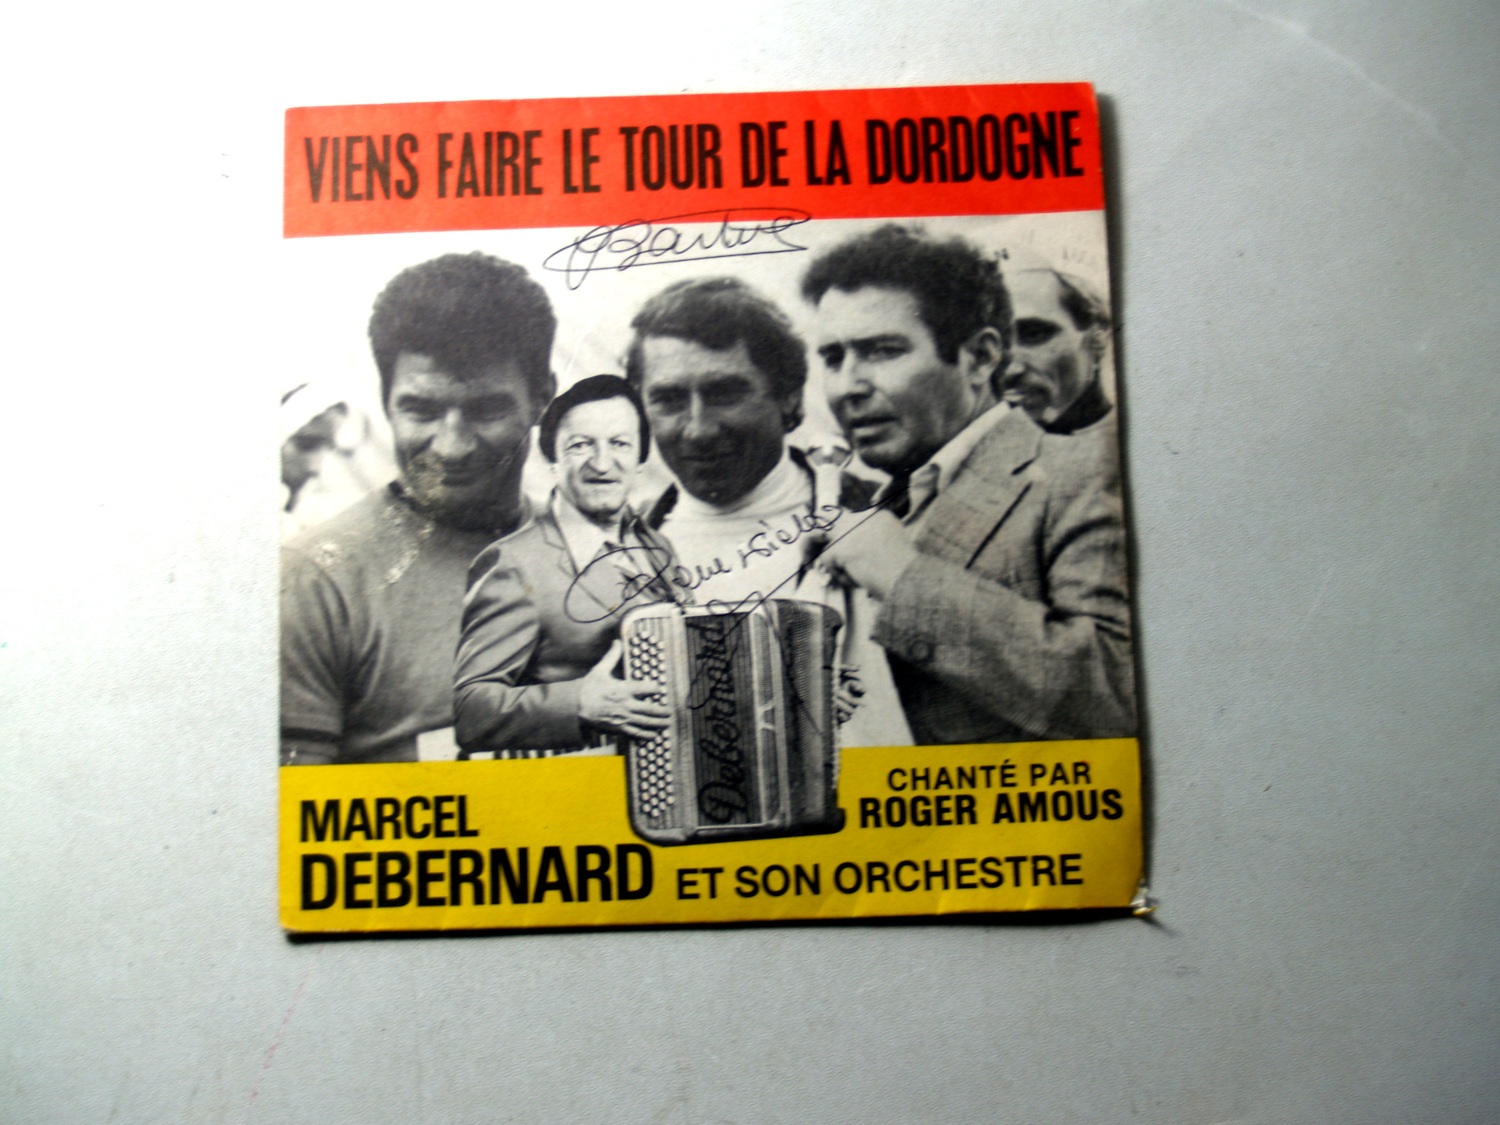 VIENS FAIRE LE TOUR DE LA DORDOGNE
Debernard
CHANTÉ PAR
ROGER AMOUS
MARCEL
DEBERNARD ET SON ORCHESTRE